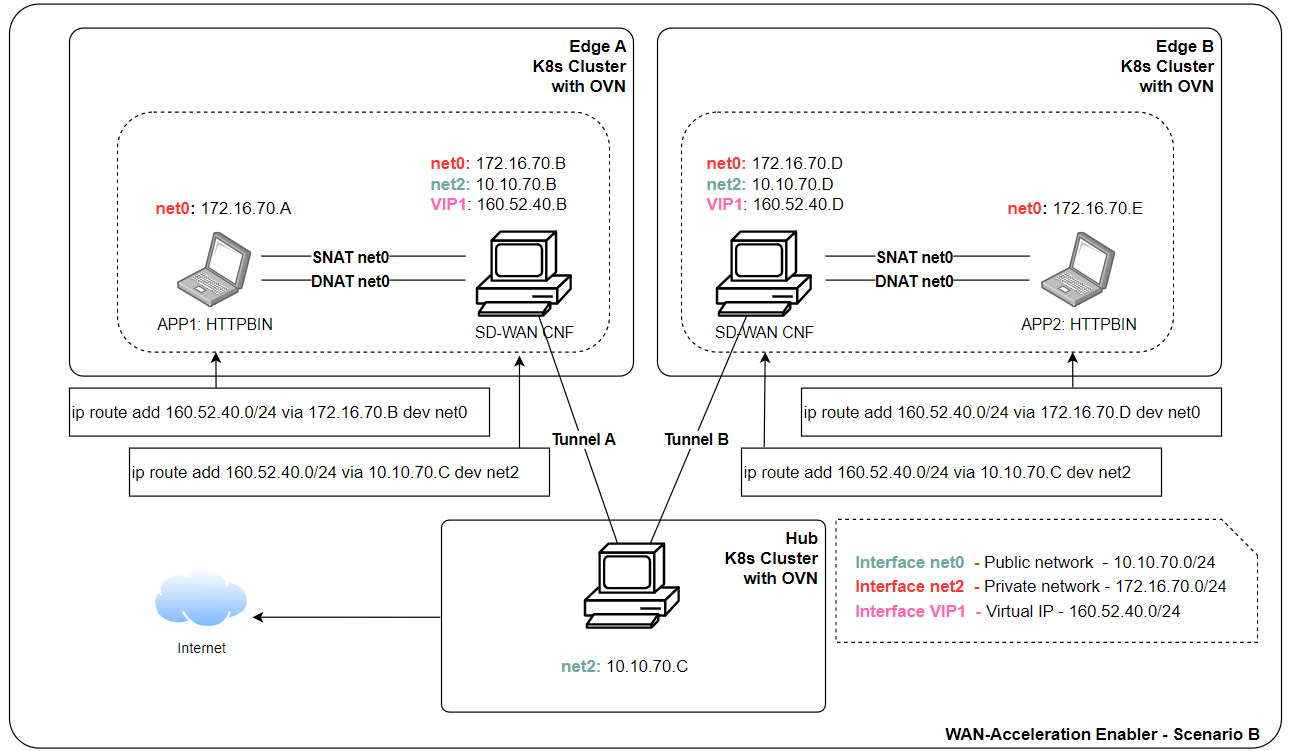 Edge A
K8s Cluster
with OVN
net0: 172.16.70.B
net2: 10.10.70.B
VIP1: 160.52.40.B
net0: 172.16.70.A
SNAT net0
DNAT net0
APP1: HTTPBIN
SD-WAN CNF
Edge B
K8s Cluster
with OVN
net0: 172.16.70.D
net2: 10.10.70.D
VIP1: 160.52.40.D
net0: 172.16.70.E
SNAT net0
DNAT net0
SD-WAN CNF
APP2: HTTPBIN
ip route add 160.52.40.0/24 via 172.16.70.B dev net0
ip route add 160.52.40.0/24 via 10.10.70.C dev net2
ip route add 160.52.40.0/24 via 172.16.70.D dev net0
ip route add 160.52.40.0/24 via 10.10.70.C dev net2
Tunnel A
Tunnel B
Hub
K8s Cluster
with OVN
net2: 10.10.70.C
Internet
Interface net0 - Public network - 10.10.70.0/24
Interface net2 - Private network - 172.16.70.0/24
Interface VIP1 - Virtual IP - 160.52.40.0/24
WAN-Acceleration Enabler - Scenario B